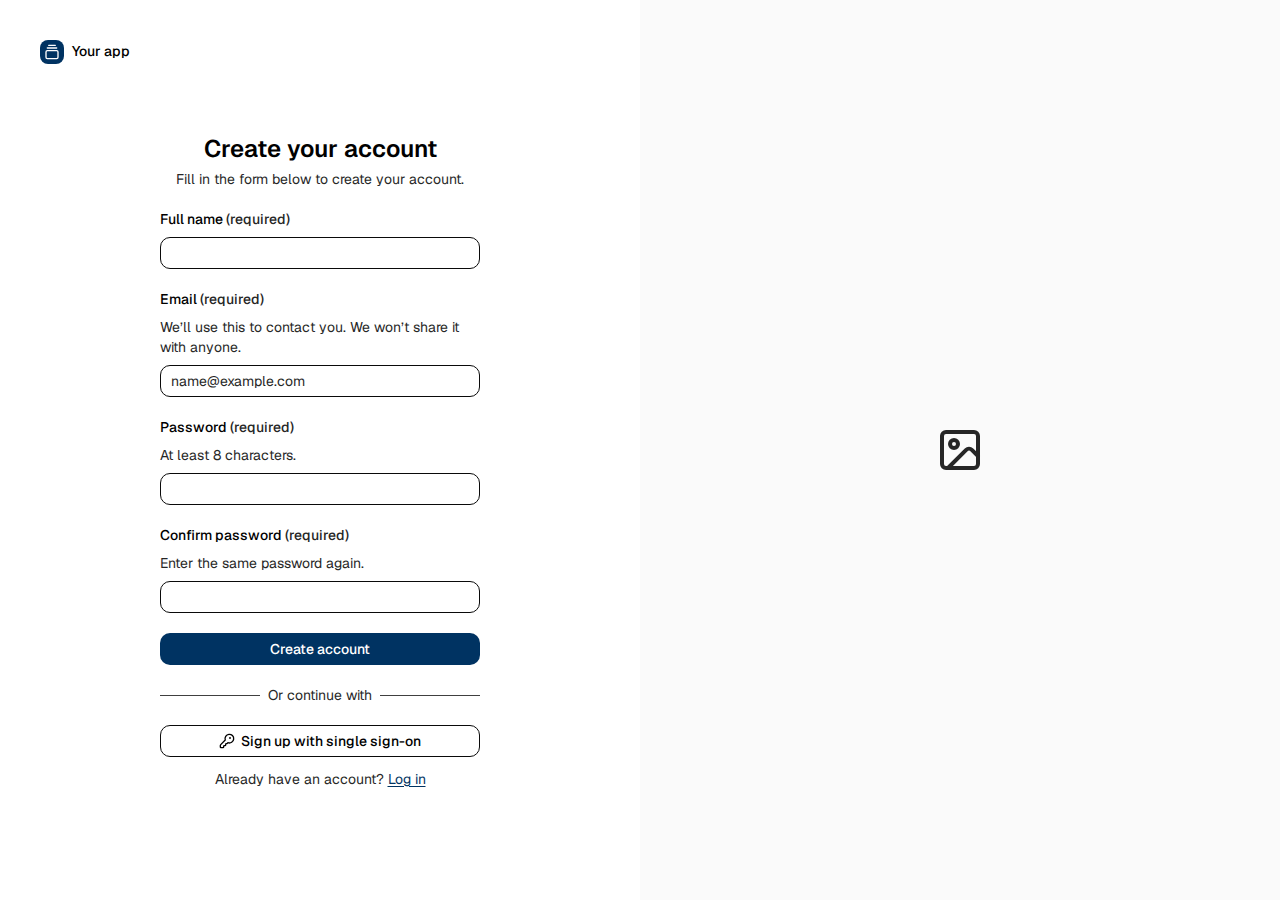 Your app
Create your account
Fill in the form below to create your account.
Full name (required)
Email (required)
We’ll use this to contact you. We won’t share it
with anyone.
name@example.com
Password (required)
At least 8 characters.
Confirm password (required)
Enter the same password again.
Create account
Or continue with
Sign up with single sign-on
Already have an account? Log in